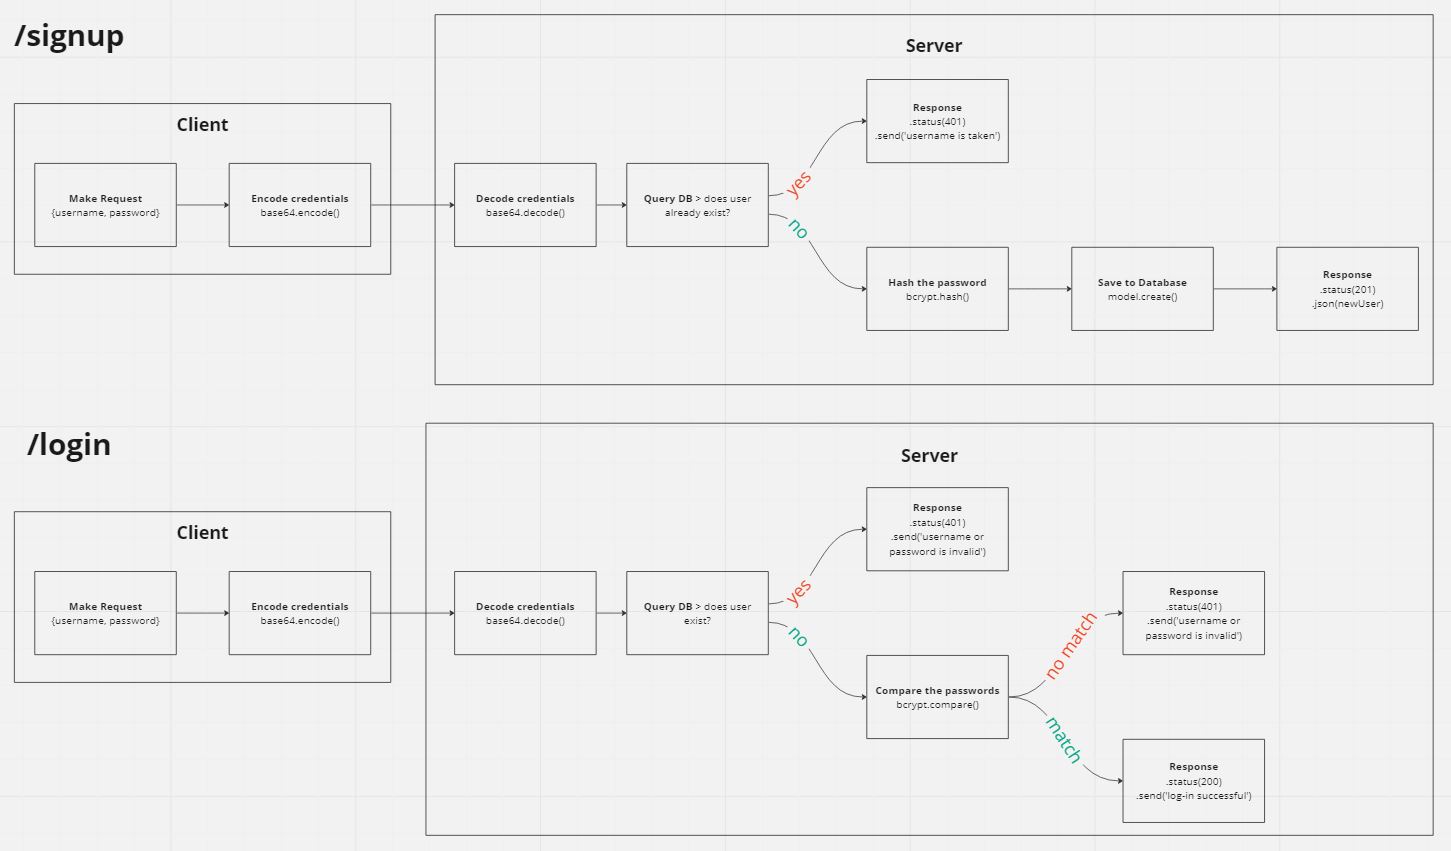 /signup
Client
Make Request
{username, password}
Encode credentials
base64.encode()
Server
Decode credentials
base64.decode()
Query DB > does user
already exist?
yes
Response
.status(401)
.send('username is taken')
no
Hash the password
bcrypt.hash()
Save to Database
model.create()
Response
.status(201)
.json(newUser)
/login
Client
Make Request
{username, password}
Encode credentials
base64.encode()
Server
Decode credentials
base64.decode()
Query DB > does user
exist?
yes
Response
.status(401)
.send('username or
password is invalid')
no
Compare the passwords
bcrypt.compare()
no match
Response
.status(401)
.send('username or
password is invalid')
match
Response
.status(200)
.send('log-in successful')